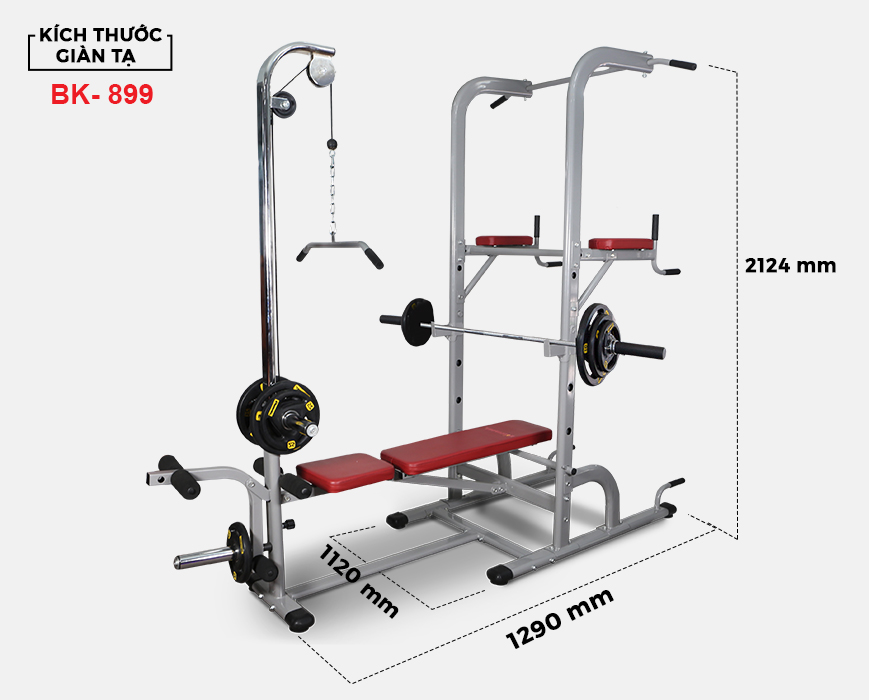 KÍCH THƯỚC
GIÀN TẠ
BK- 899
2124 mm
1120 mm
1290 mm